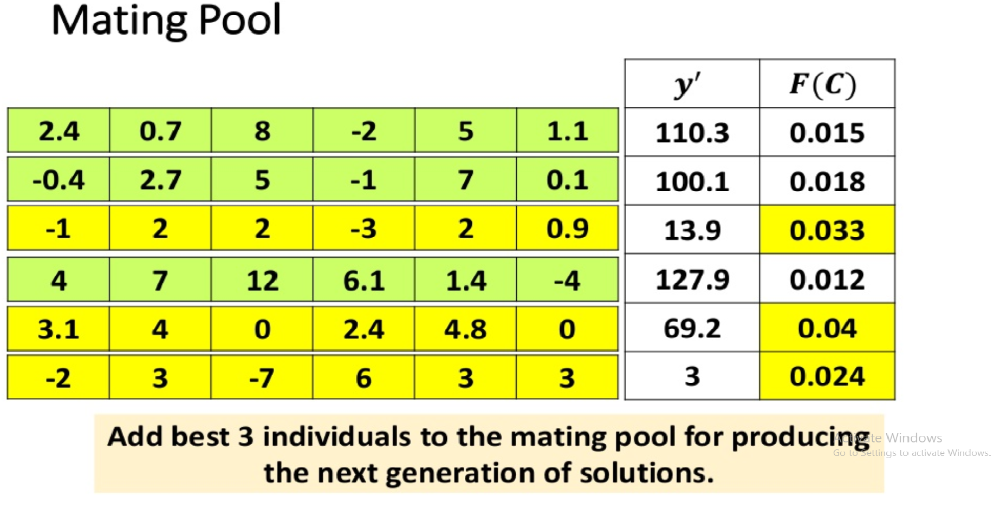 Mating Pool
y′ F(C)
2.4 0.7 8 -2 5 1.1 110.3 0.015
-0.4 2.7 5 -1 7 0.1 100.1 0.018
-1 2 2 -3 2 0.9 13.9 0.033
4 7 12 6.1 1.4 -4 127.9 0.012
3.1 4 0 2.4 4.8 0 69.2 0.04
-2 3 -7 6 3 3 3 0.024
Add best 3 individuals to the mating pool for producing
the next generation of solutions.
Activate Windows
Go to Settings to activate Windows.